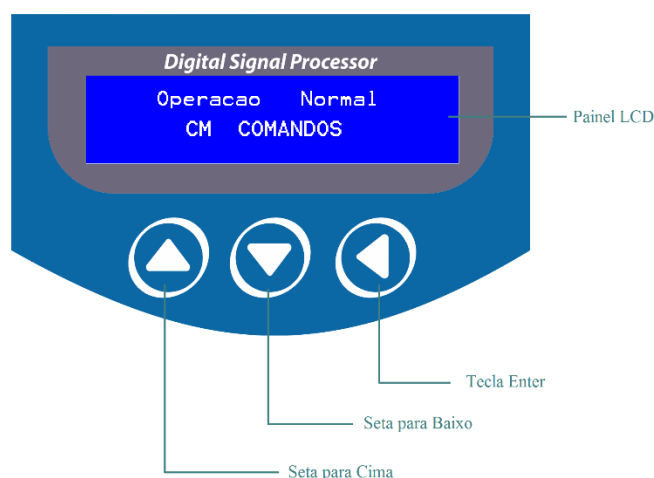 Digital Signal Processor
Operacao Normal
CM COMANDOS
Painel LCD
Tecla Enter
Seta para Baixo
Seta para Cima